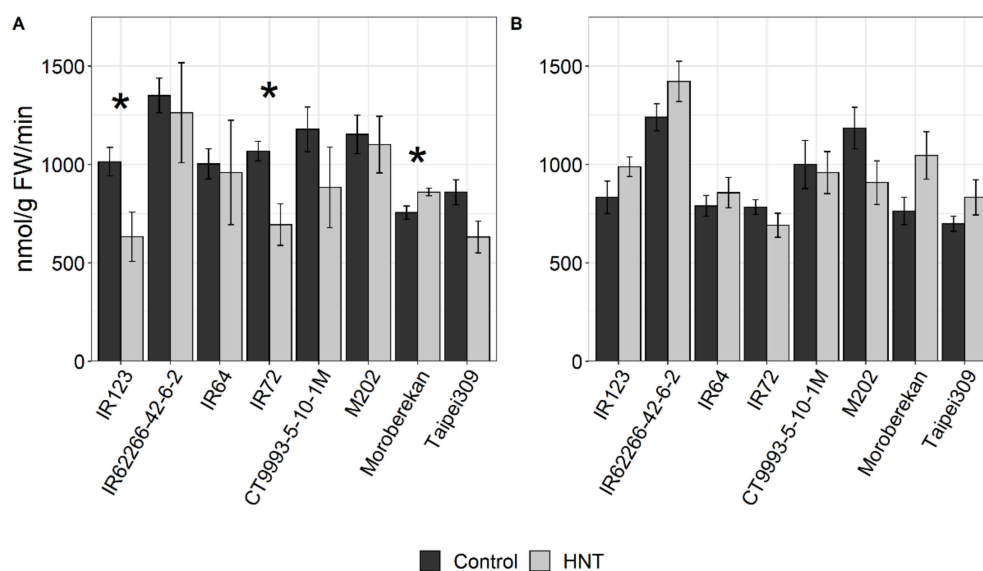 A
B
nmol/g FW/min
1500
1000
500
0
*
*
*
IR123
IR62266-42-6-2
IR64
IR72
CT9993-5-10-1M
M202
Moroberekan
Taipei309
1500
1000
500
0
IR123
IR62266-42-6-2
IR64
IR72
CT9993-5-10-1M
M202
Moroberekan
Taipei309
Control HNT